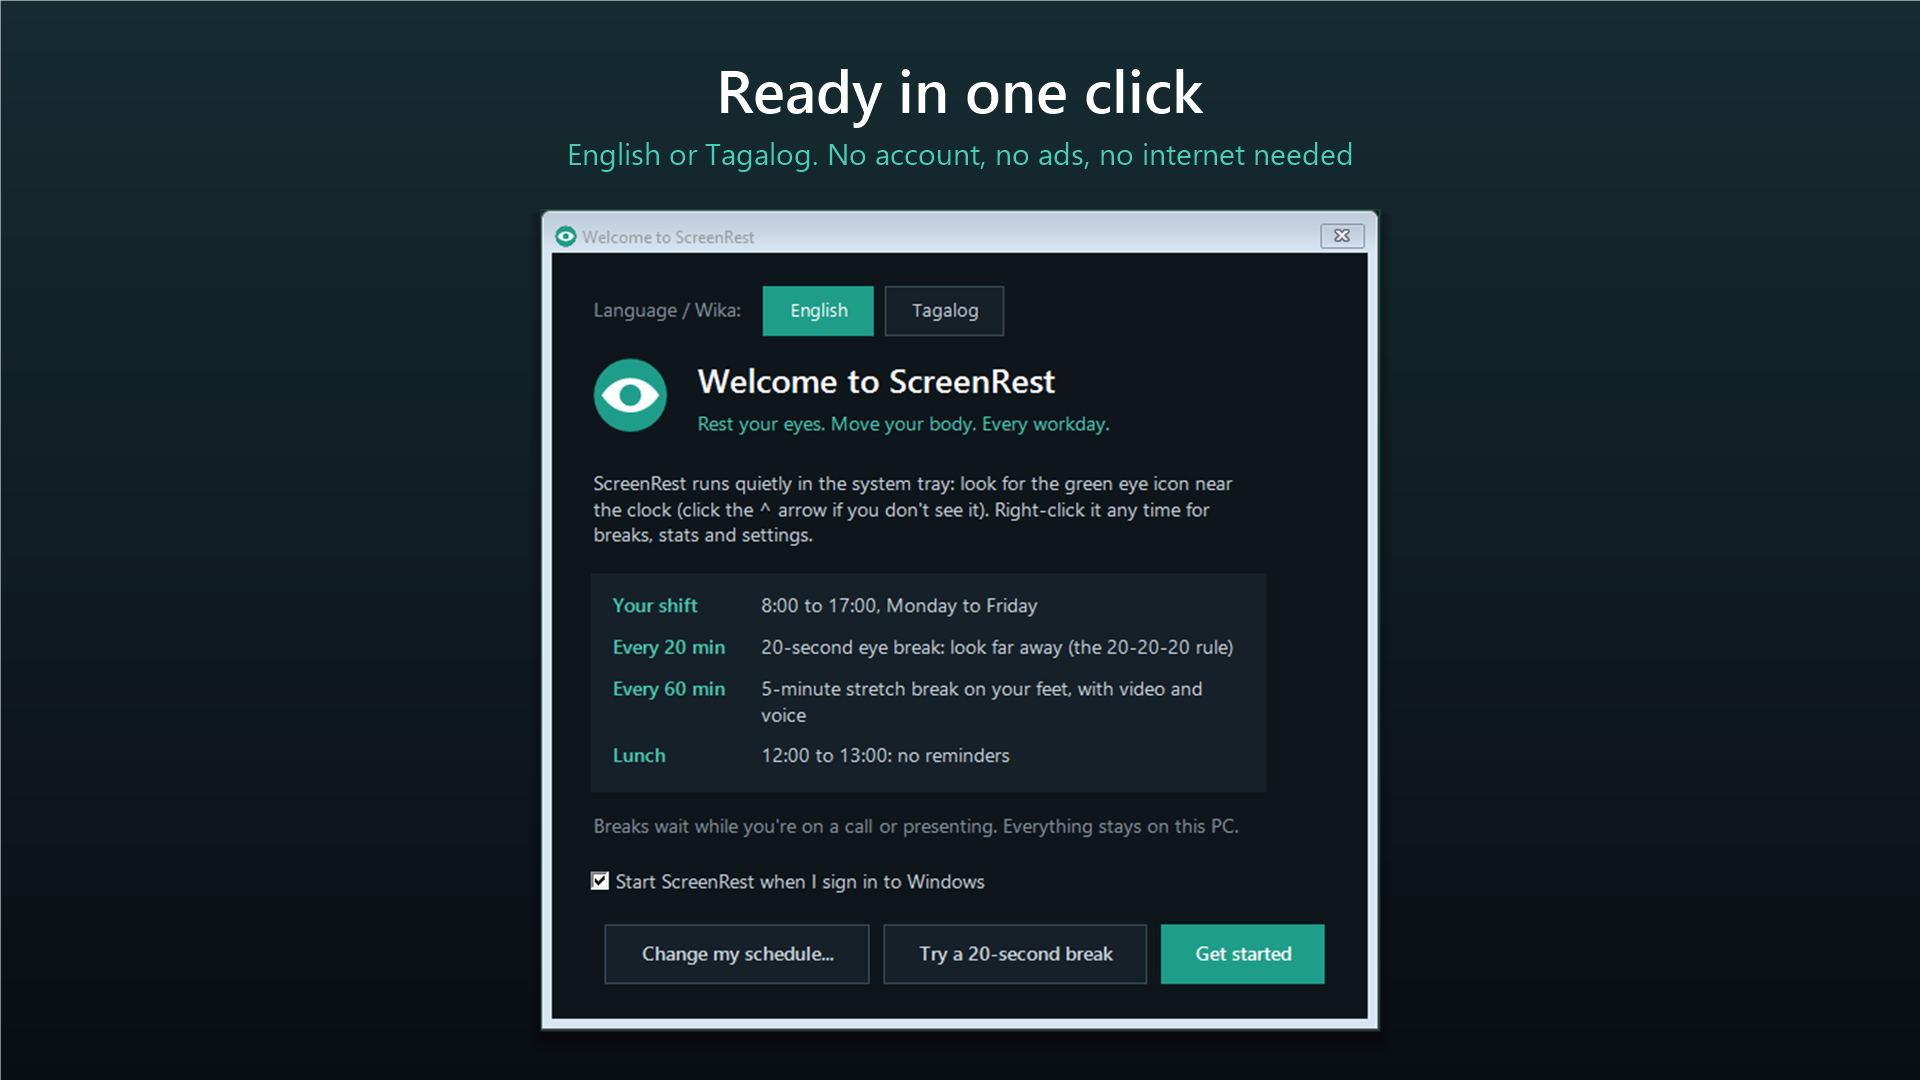 Ready in one click
English or Tagalog. No account, no ads, no internet needed
Welcome to ScreenRest
Language / Wika:
English
Tagalog
Welcome to ScreenRest
Rest your eyes. Move your body. Every workday.
ScreenRest runs quietly in the system tray: look for the green eye icon near
the clock (click the ^ arrow if you don't see it). Right-click it any time for
breaks, stats and settings.
Your shift
8:00 to 17:00, Monday to Friday
Every 20 min
20-second eye break: look far away (the 20-20-20 rule)
Every 60 min
5-minute stretch break on your feet, with video and
voice
Lunch
12:00 to 13:00: no reminders
Breaks wait while you're on a call or presenting. Everything stays on this PC.
Start ScreenRest when I sign in to Windows
Change my schedule...
Try a 20-second break
Get started